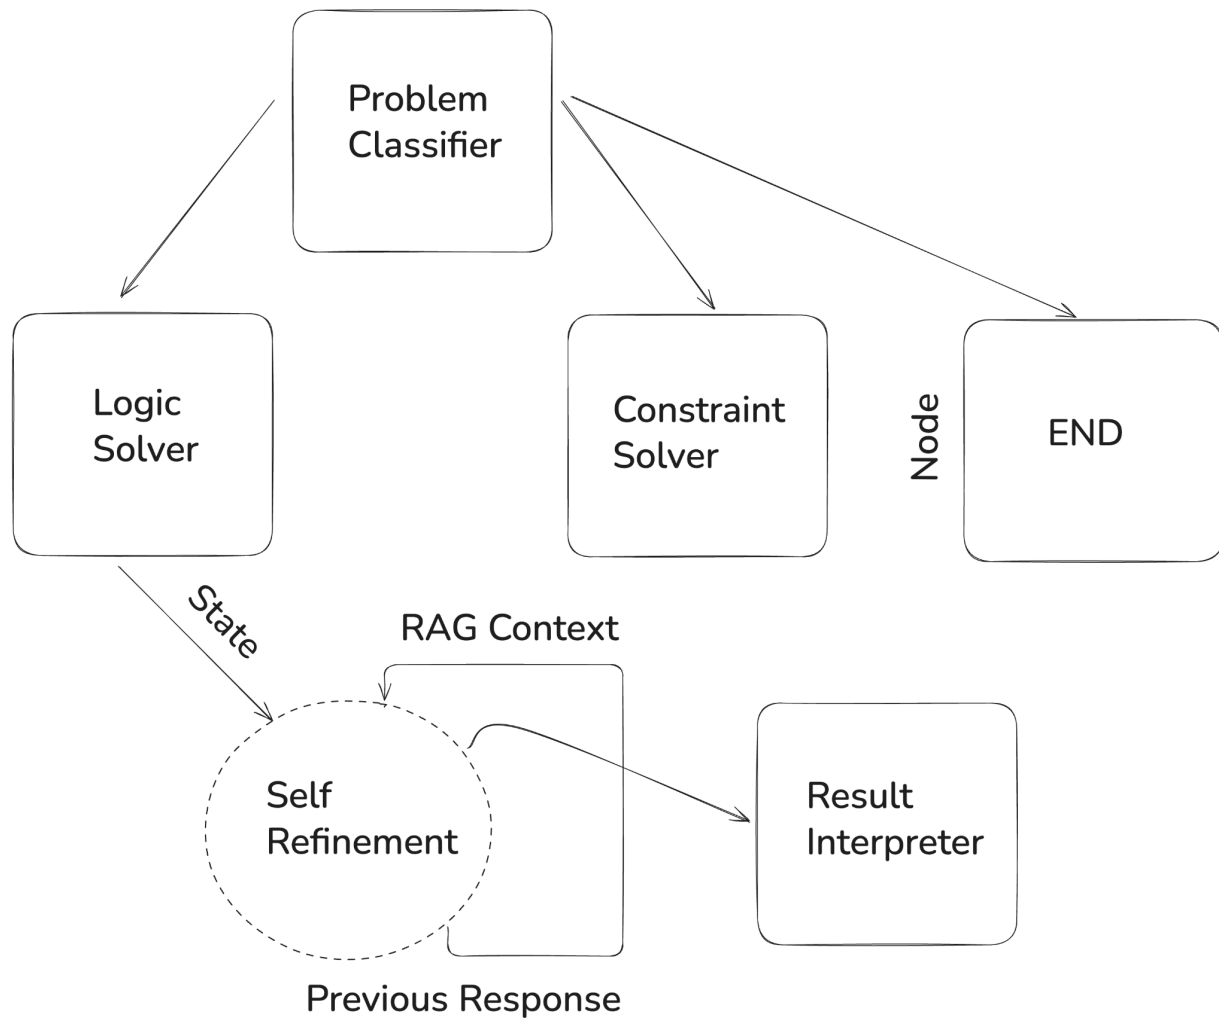 Problem
Classifier
Logic
Solver
Constraint
Solver
Node
END
State
RAG Context
Self
Refinement
Result
Interpreter
Previous Response